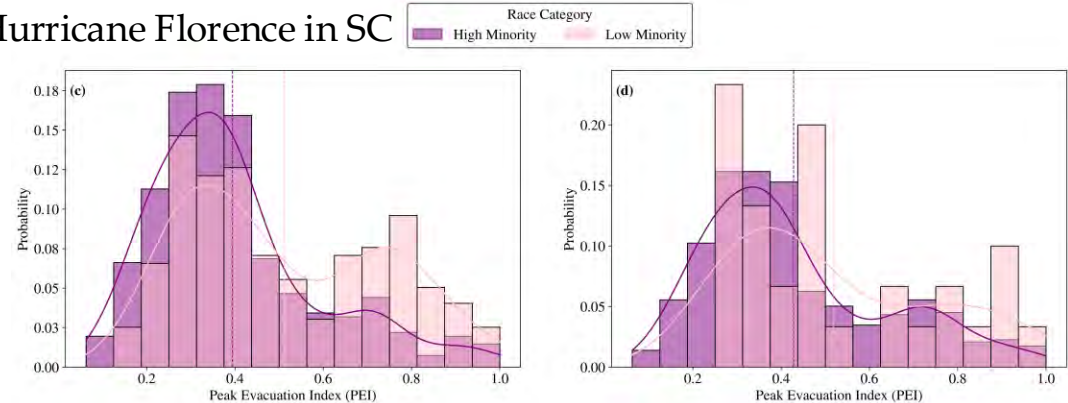 Hurricane Florence in SC
Race Category
High Minority
Low Minority
(c)
0.18
0.15
0.12
0.10
0.08
0.05
0.03
0.00
Probability
0.2
0.4
0.6
0.8
1.0
Peak Evacuation Index (PEI)
(d)
0.20
0.15
0.10
0.05
0.00
Probability
0.2
0.4
0.6
0.8
1.0
Peak Evacuation Index (PEI)